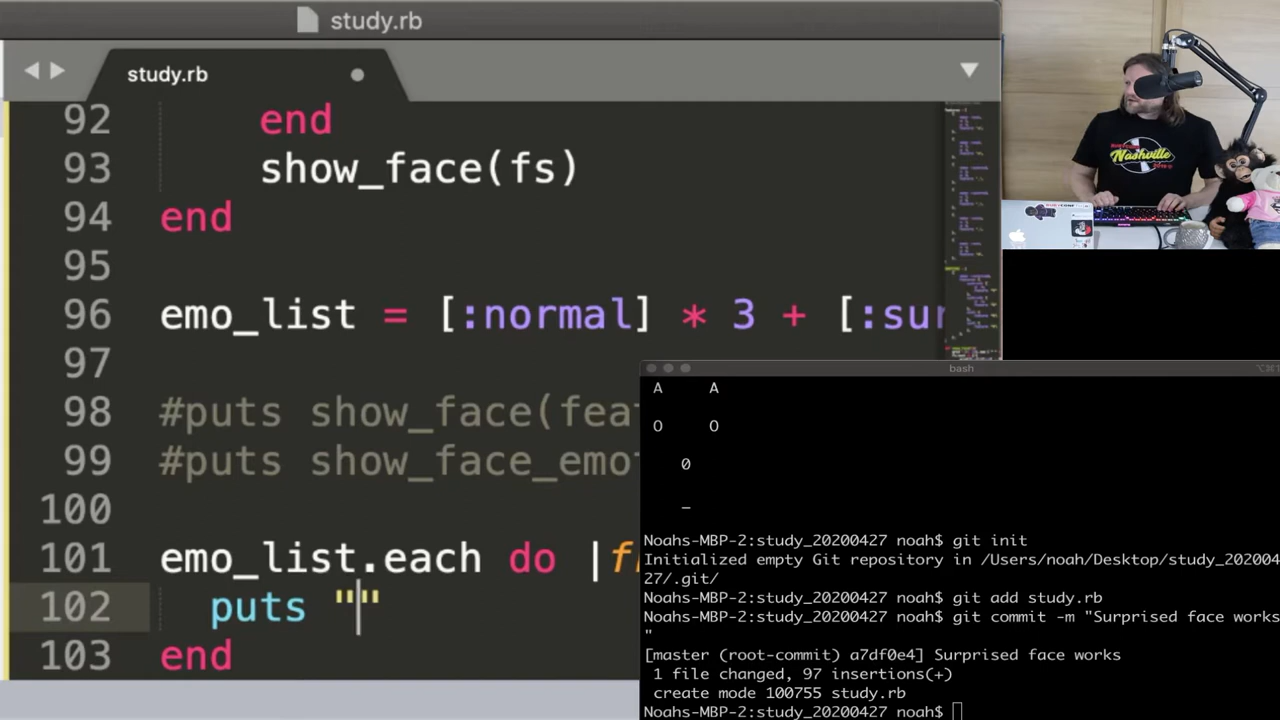 study.rb
study.rb
92 end
93 show_face(fs)
94 end
95
96 emo_list = [:normal] * 3 + [:sur
97
98 #puts show_face(feat
99 #puts show_face_emot
100
101 emo_list.each do |f
102 puts ""
103 end
Nashville
bash
A A
O O
0
_
Noahs-MBP-2:study_20200427 noah$ git init
Initialized empty Git repository in /Users/noah/Desktop/study_202004
27/.git/
Noahs-MBP-2:study_20200427 noah$ git add study.rb
Noahs-MBP-2:study_20200427 noah$ git commit -m "Surprised face works
"
[master (root-commit) a7df0e4] Surprised face works
1 file changed, 97 insertions(+)
create mode 100755 study.rb
Noahs-MBP-2:study_20200427 noah$